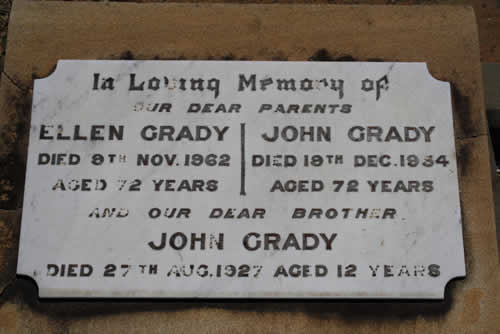 In Loving Memory of
OUR DEAR PARENTS
ELLEN GRADY
DIED 9TH NOV. 1962
AGED 72 YEARS
JOHN GRADY
DIED 19TH DEC. 1954
AGED 72 YEARS
AND OUR DEAR BROTHER
JOHN GRADY
DIED 27TH AUG. 1927 AGED 12 YEARS